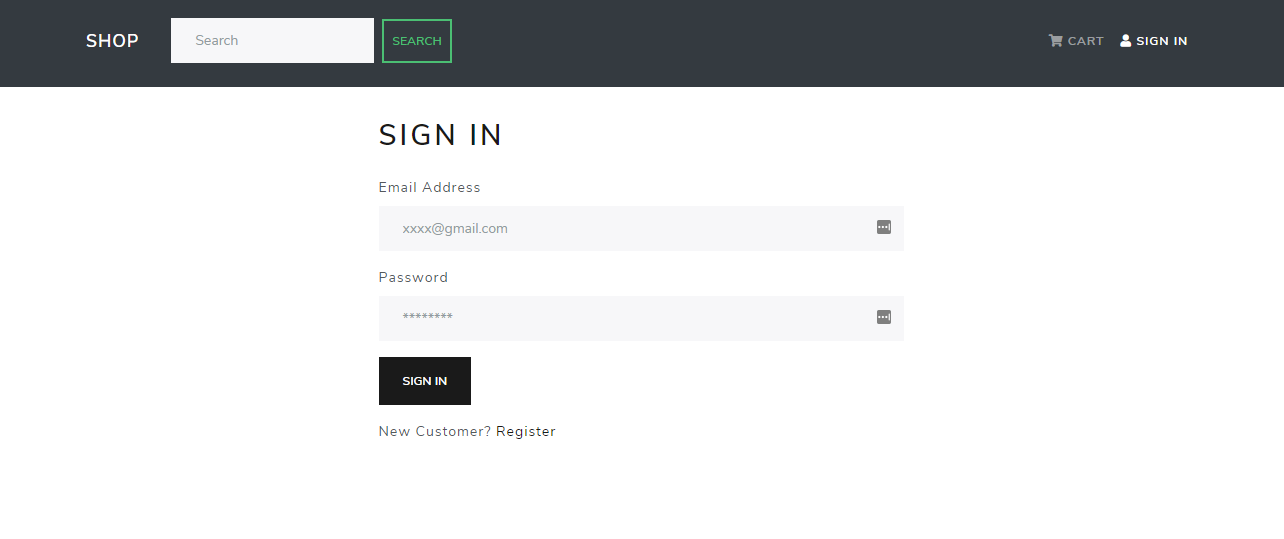 SHOP Search SEARCH CART SIGN IN
SIGN IN
Email Address
xxxx@gmail.com
Password
********
SIGN IN
New Customer? Register